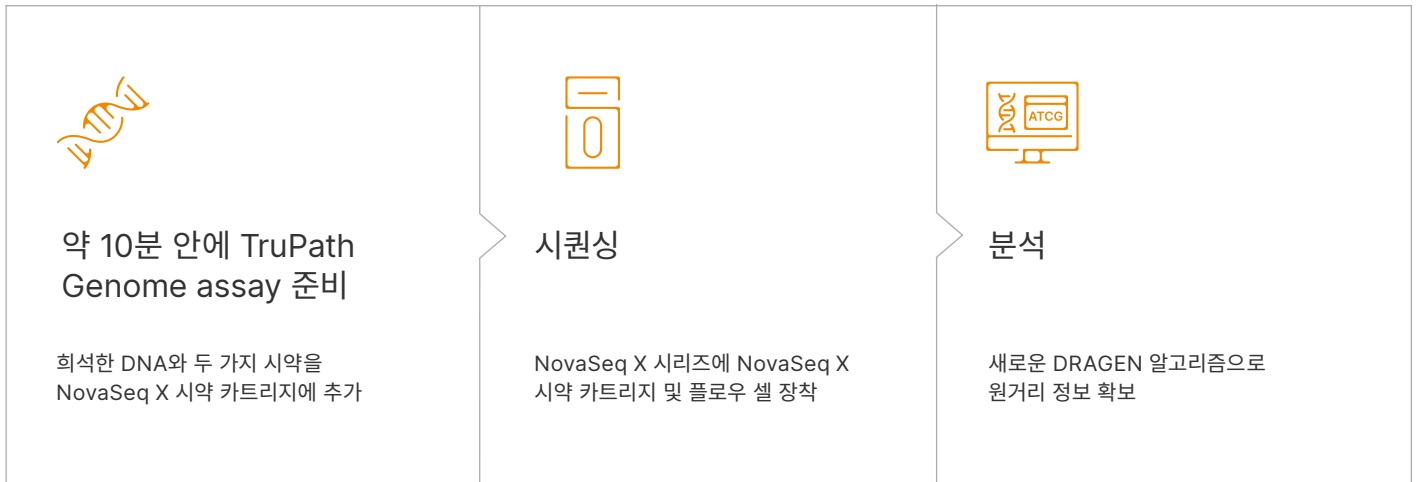 약 10분 안에 TruPath
Genome assay 준비
희석한 DNA와 두 가지 시약을
NovaSeq X 시약 카트리지에 추가
시퀀싱
NovaSeq X 시리즈에 NovaSeq X
시약 카트리지 및 플로우 셀 장착
ATCG
분석
새로운 DRAGEN 알고리즘으로
원거리 정보 확보